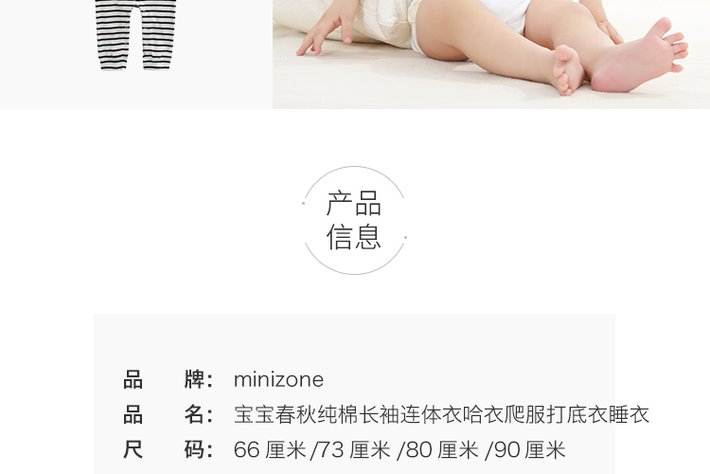 产品
信息
品 牌： minizone
品 名： 宝宝春秋纯棉长袖连体衣哈衣爬服打底衣睡衣
尺 码： 66 厘米 /73 厘米 /80 厘米 /90 厘米